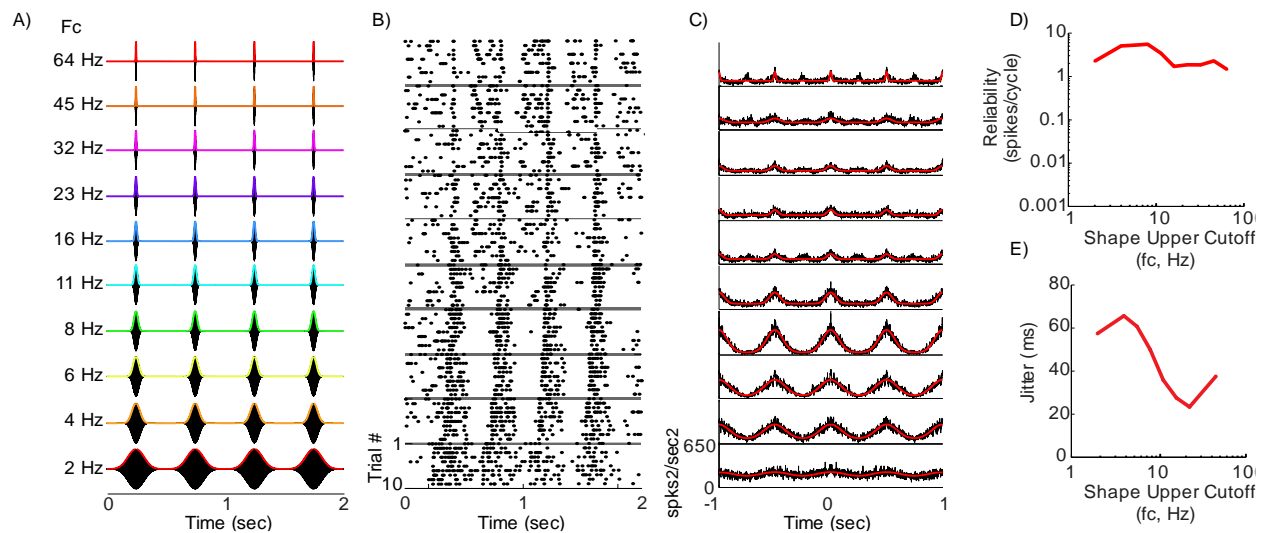 A)
Fc
64 Hz
45 Hz
32 Hz
23 Hz
16 Hz
11 Hz
8 Hz
6 Hz
4 Hz
2 Hz
0 1 2
Time (sec)
B)
Trial #
1
10
0 1 2
Time (sec)
C)
spks2/sec2
650
0
-1 0 1
Time (sec)
D)
Reliability
(spikes/cycle)
10
1
0.1
0.01
0.001
1 10 100
Shape Upper Cutoff
(fc, Hz)
E)
Jitter (ms)
80
60
40
20
0
1 10 100
Shape Upper Cutoff
(fc, Hz)